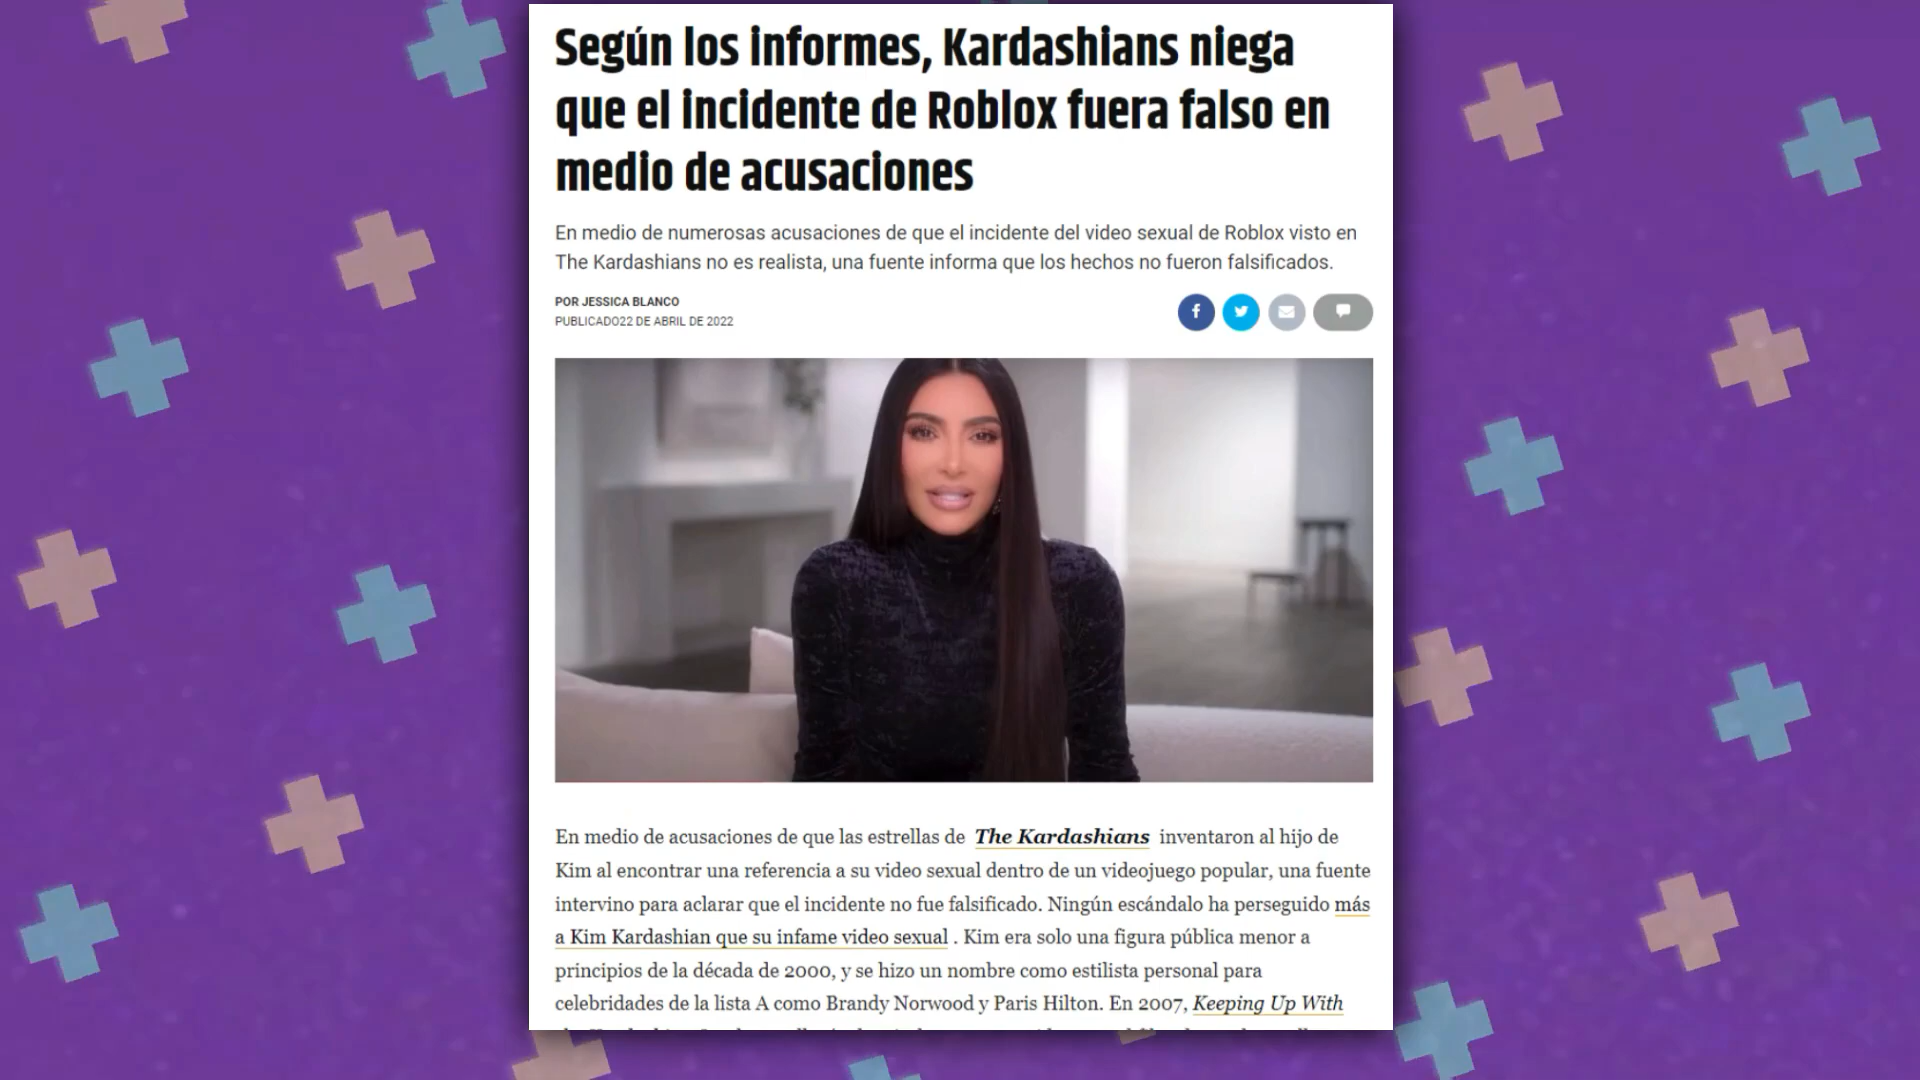 Según los informes, Kardashians niega
que el incidente de Roblox fuera falso en
medio de acusaciones
En medio de numerosas acusaciones de que el incidente del video sexual de Roblox visto en
The Kardashians no es realista, una fuente informa que los hechos no fueron falsificados.
POR JESSICA BLANCO
PUBLICADO22 DE ABRIL DE 2022
En medio de acusaciones de que las estrellas de The Kardashians inventaron al hijo de
Kim al encontrar una referencia a su video sexual dentro de un videojuego popular, una fuente
intervino para aclarar que el incidente no fue falsificado. Ningún escándalo ha perseguido más
a Kim Kardashian que su infame video sexual . Kim era solo una figura pública menor a
principios de la década de 2000, y se hizo un nombre como estilista personal para
celebridades de la lista A como Brandy Norwood y Paris Hilton. En 2007, Keeping Up With